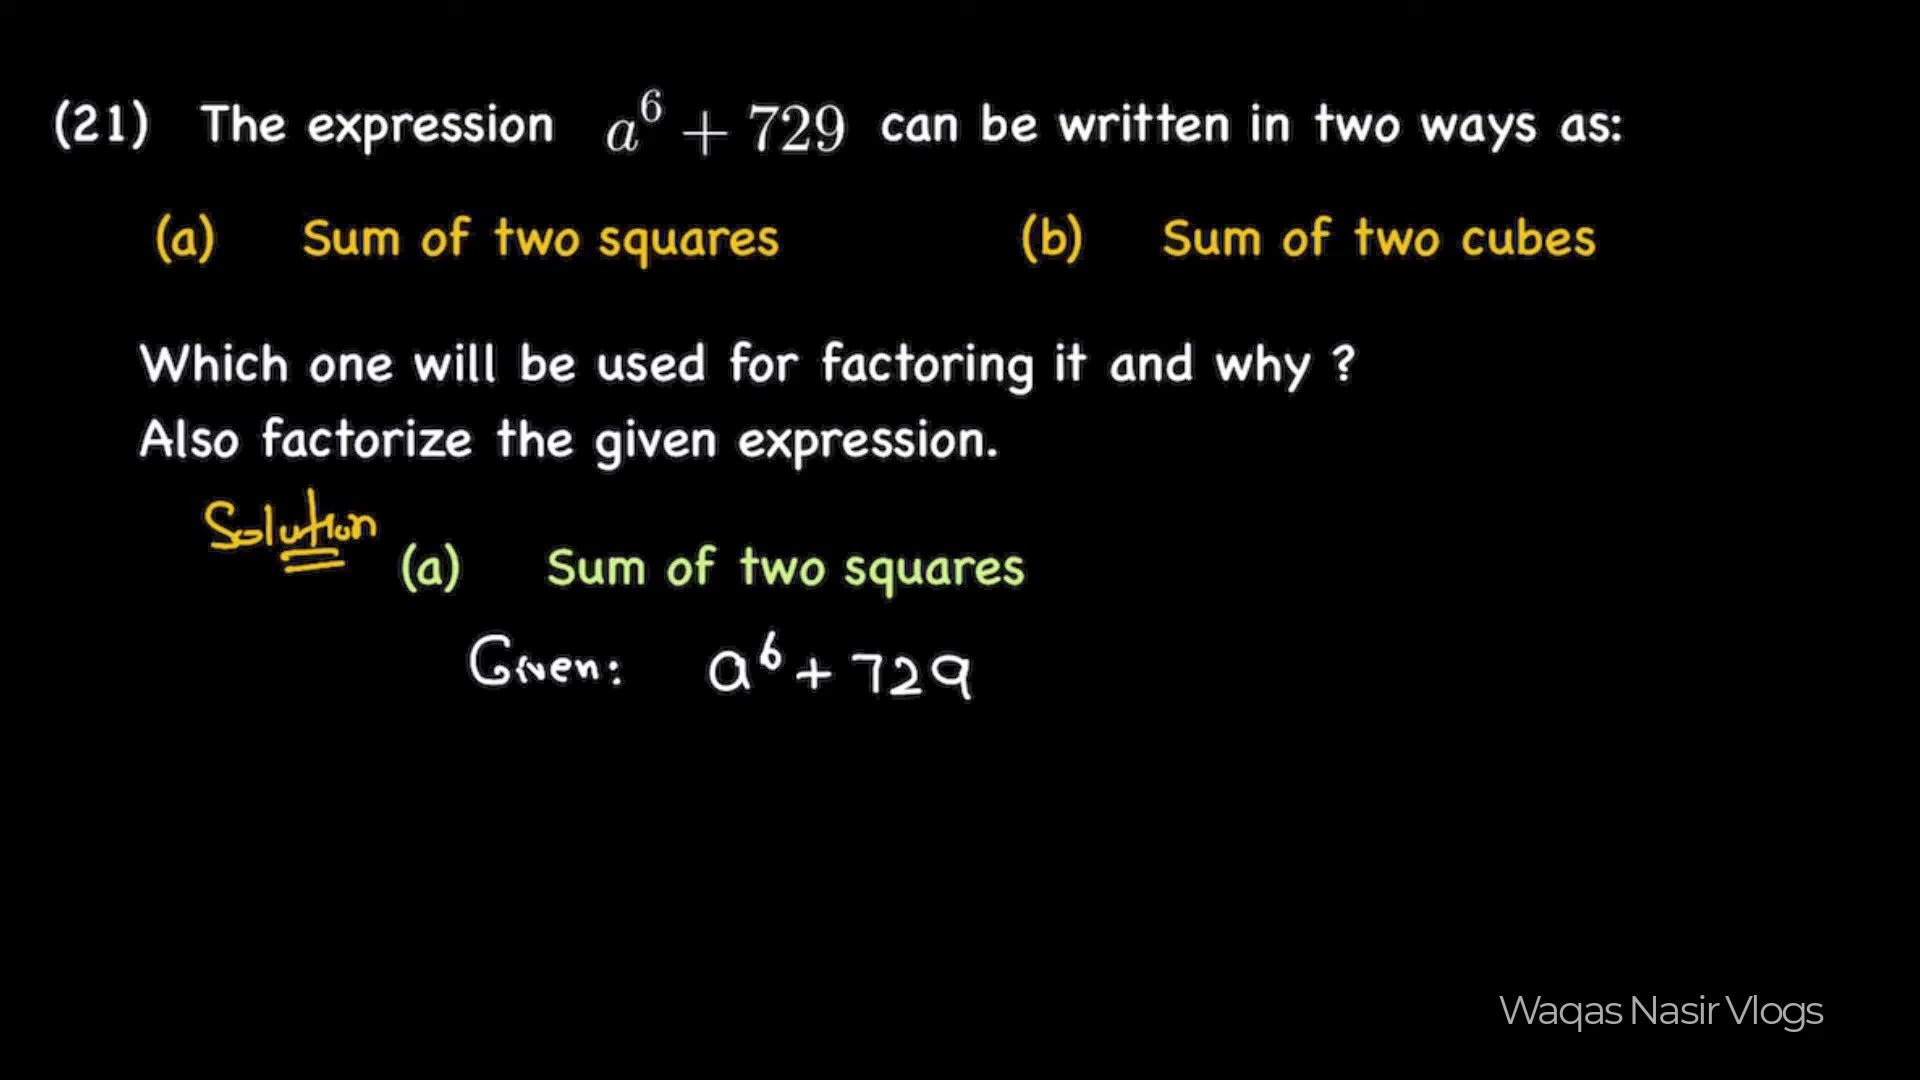 (21) The expression a⁶ + 729 can be written in two ways as:
(a) Sum of two squares (b) Sum of two cubes
Which one will be used for factoring it and why ?
Also factorize the given expression.
Solution
(a) Sum of two squares
Given: a⁶ + 729
Waqas Nasir Vlogs